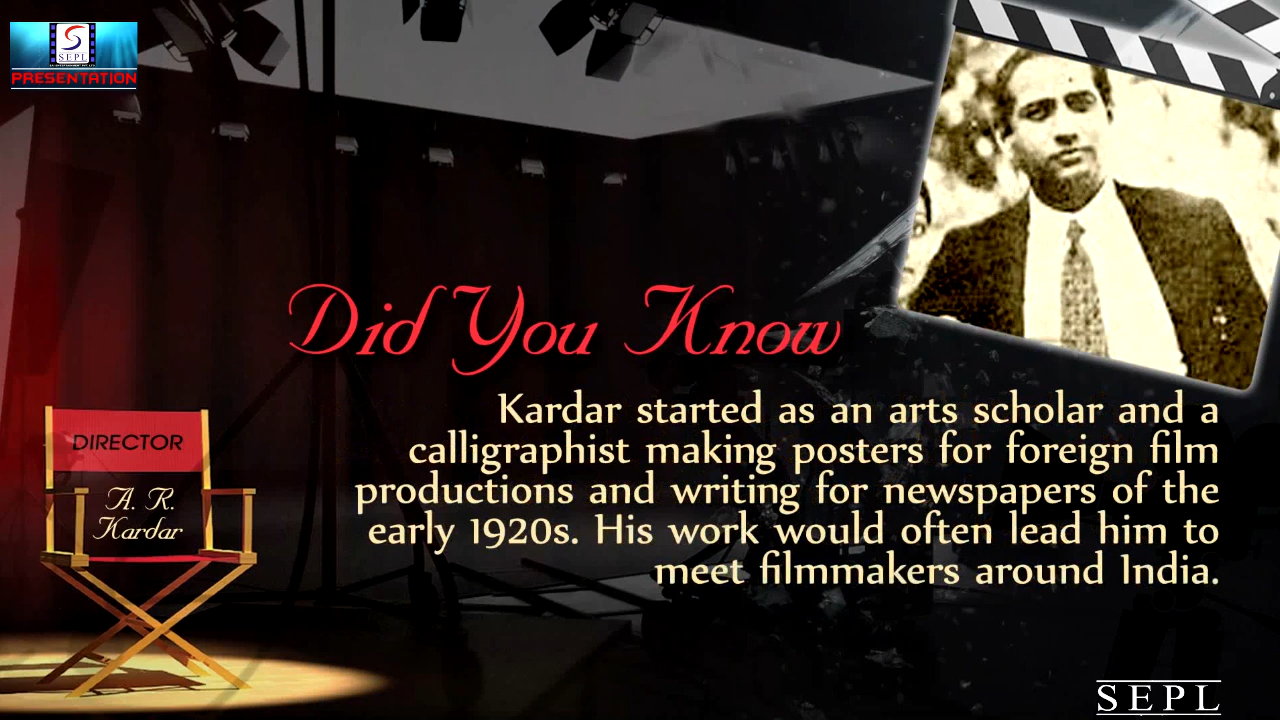 S
SEPL
PRESENTATION
Did You Know
Kardar started as an arts scholar and a
calligraphist making posters for foreign film
productions and writing for newspapers of the
early 1920s. His work would often lead him to
meet filmmakers around India.
DIRECTOR
A. R.
Kardar
SEPL